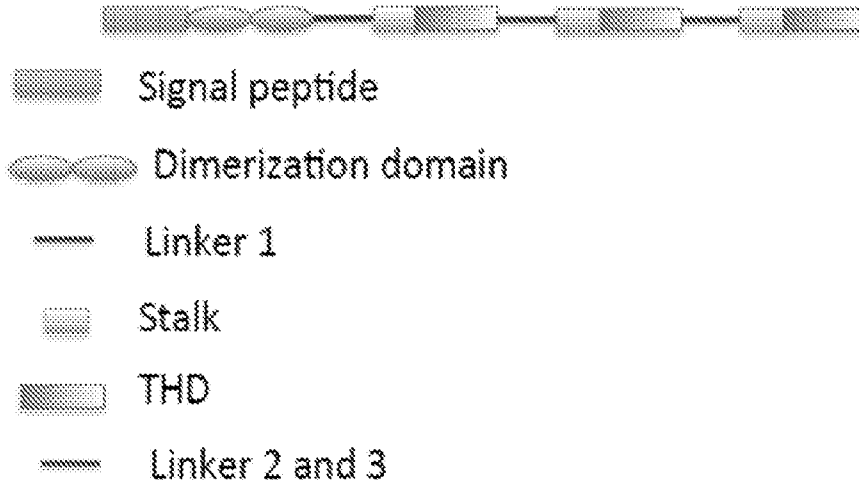 Signal peptide
Dimerization domain
Linker 1
Stalk
THD
Linker 2 and 3